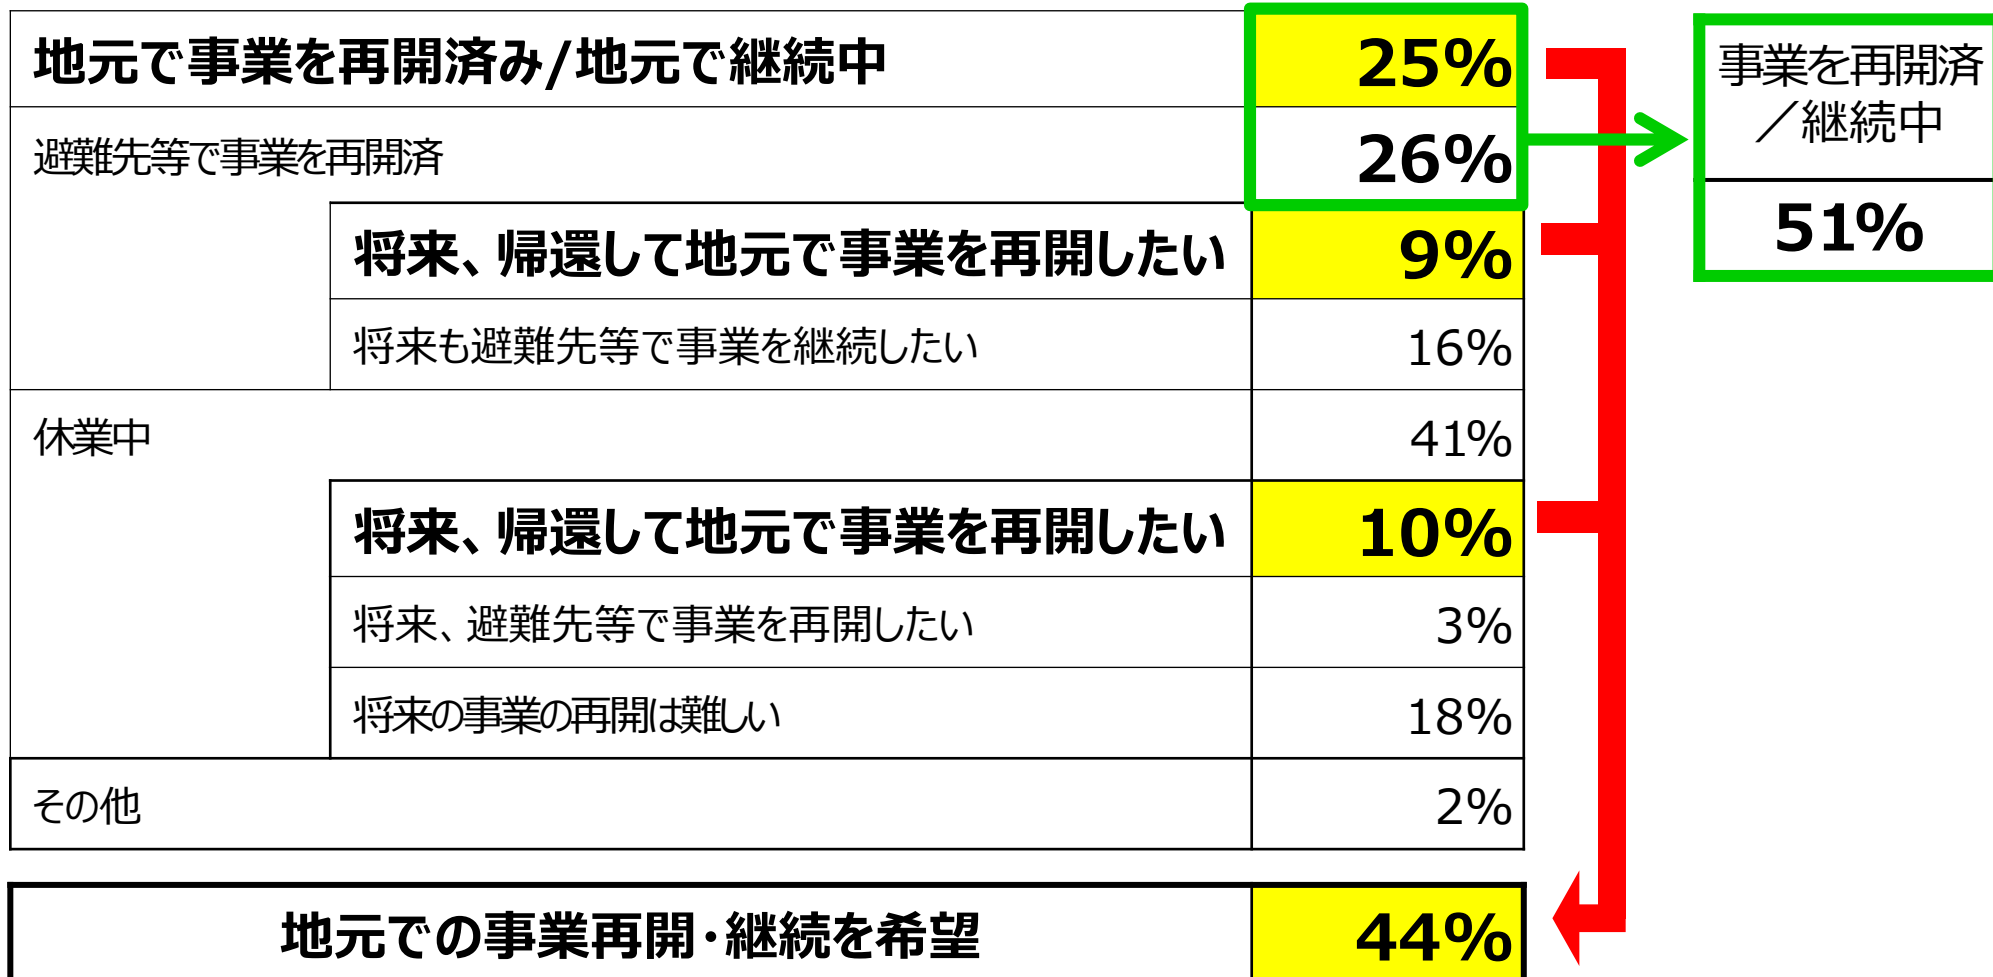 地元で事業を再開済み/地元で継続中 25%
避難先等で事業を再開済 26%
将来、帰還して地元で事業を再開したい 9%
将来も避難先等で事業を継続したい 16%
休業中 41%
将来、帰還して地元で事業を再開したい 10%
将来、避難先等で事業を再開したい 3%
将来の事業の再開は難しい 18%
その他 2%
地元での事業再開・継続を希望 44%
事業を再開済
／継続中
51%